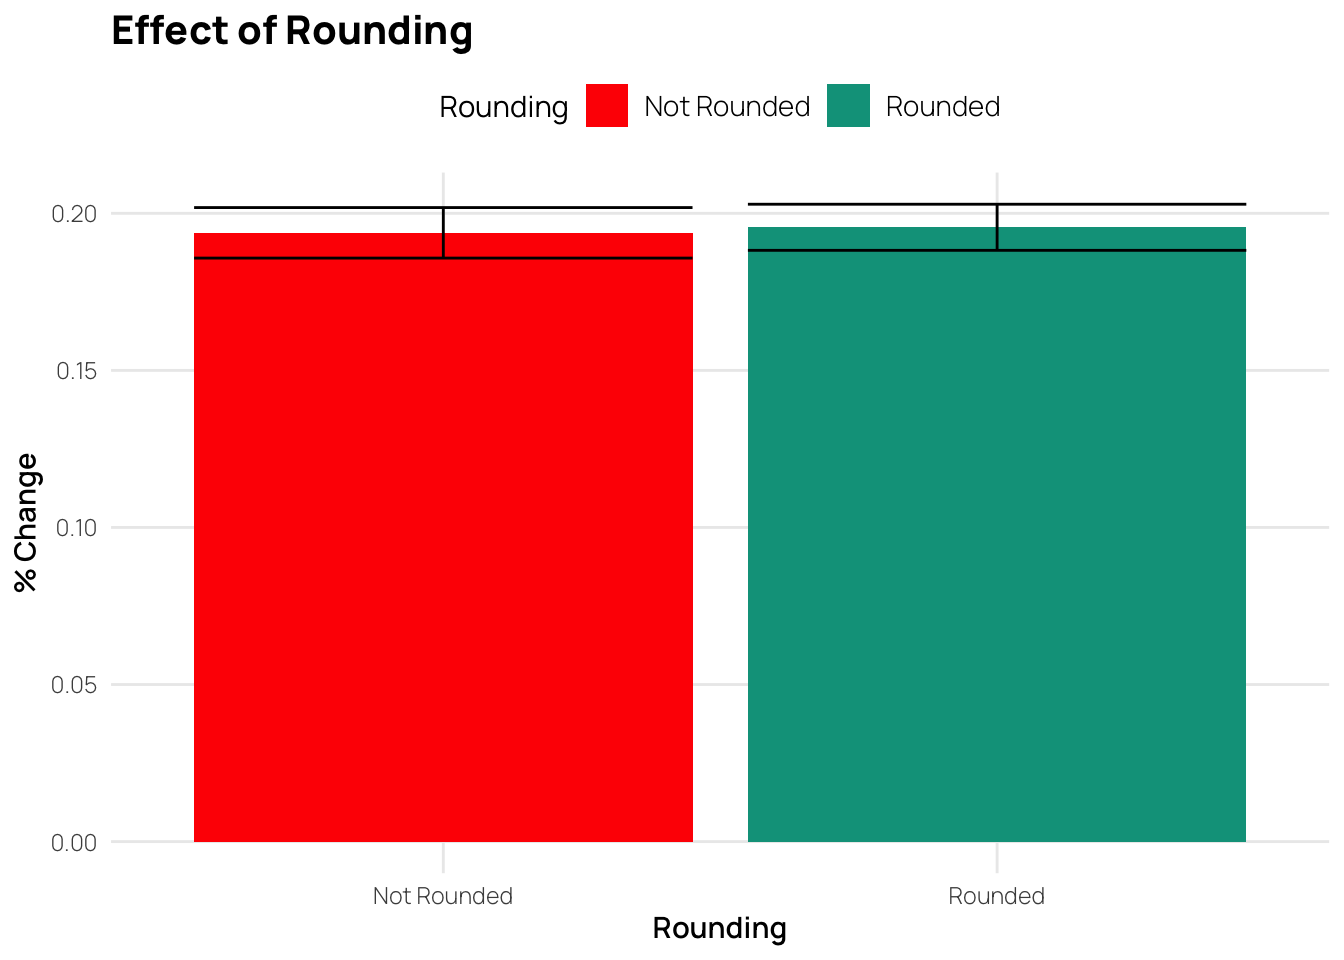 Effect of Rounding
Rounding Not Rounded Rounded
0.20
0.15
0.10
0.05
0.00
% Change
Not Rounded Rounded
Rounding